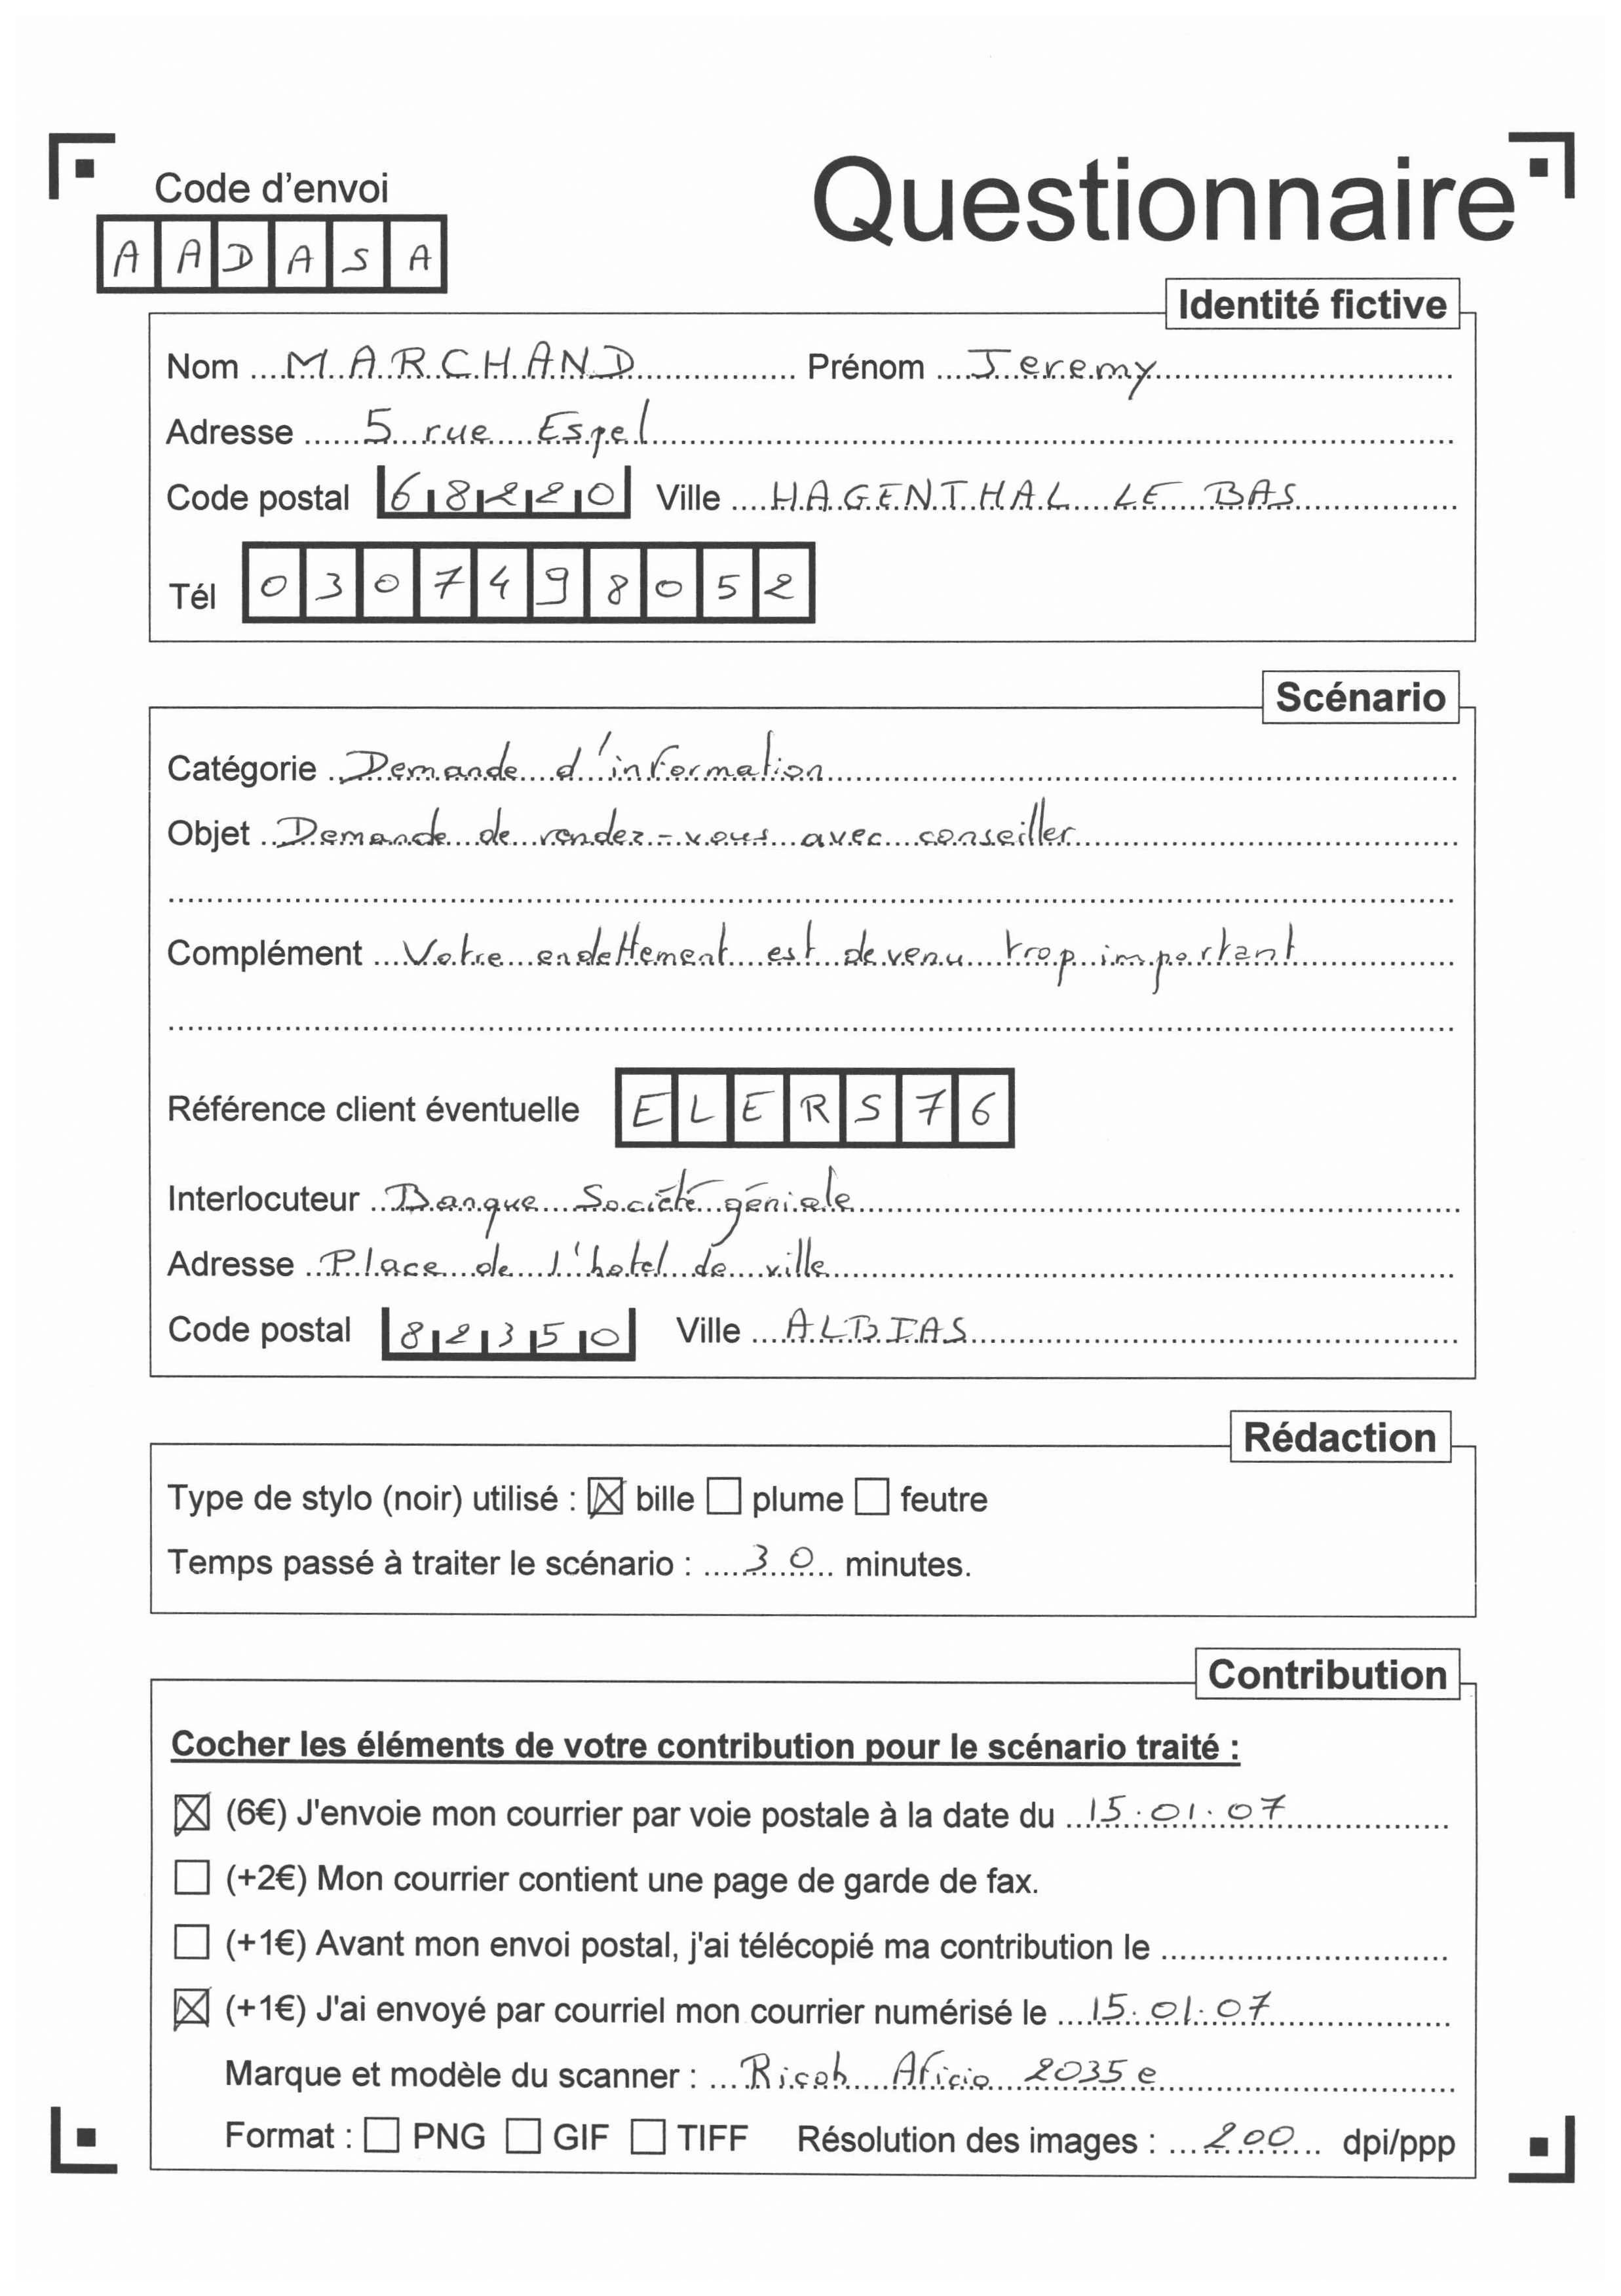 Code d'envoi
Questionnaire
A A D A S A
Identité fictive
Nom MARCHAND Prénom Jeremy
Adresse 5 rue Espel
Code postal 68220 Ville HAGENTHAL LE BAS
Tél 0307498052
Scénario
Catégorie Demande d'information
Objet Demande de rendez-vous avec conseiller
Complément Votre endettement est devenu trop important
Référence client éventuelle ELERS76
Interlocuteur Banque Société géniale
Adresse Place de l'hotel de ville
Code postal 82350 Ville ALBIAS
Rédaction
Type de stylo (noir) utilisé : ☒ bille ☐ plume ☐ feutre
Temps passé à traiter le scénario : 30 minutes.
Contribution
Cocher les éléments de votre contribution pour le scénario traité :
☒ (6€) J'envoie mon courrier par voie postale à la date du 15.01.07
☐ (+2€) Mon courrier contient une page de garde de fax.
☐ (+1€) Avant mon envoi postal, j'ai télécopié ma contribution le
☒ (+1€) J'ai envoyé par courriel mon courrier numérisé le 15.01.07
Marque et modèle du scanner : Ricoh Aficio 2035e
Format : ☐ PNG ☐ GIF ☐ TIFF Résolution des images : 200 dpi/ppp